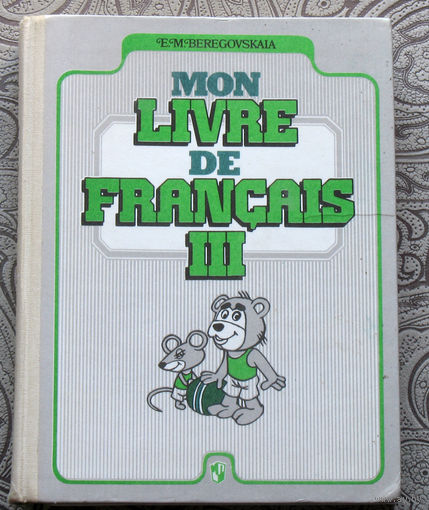 E.M.BEREGOVSKAIA
MON
LIVRE
DE
FRANÇAIS
III